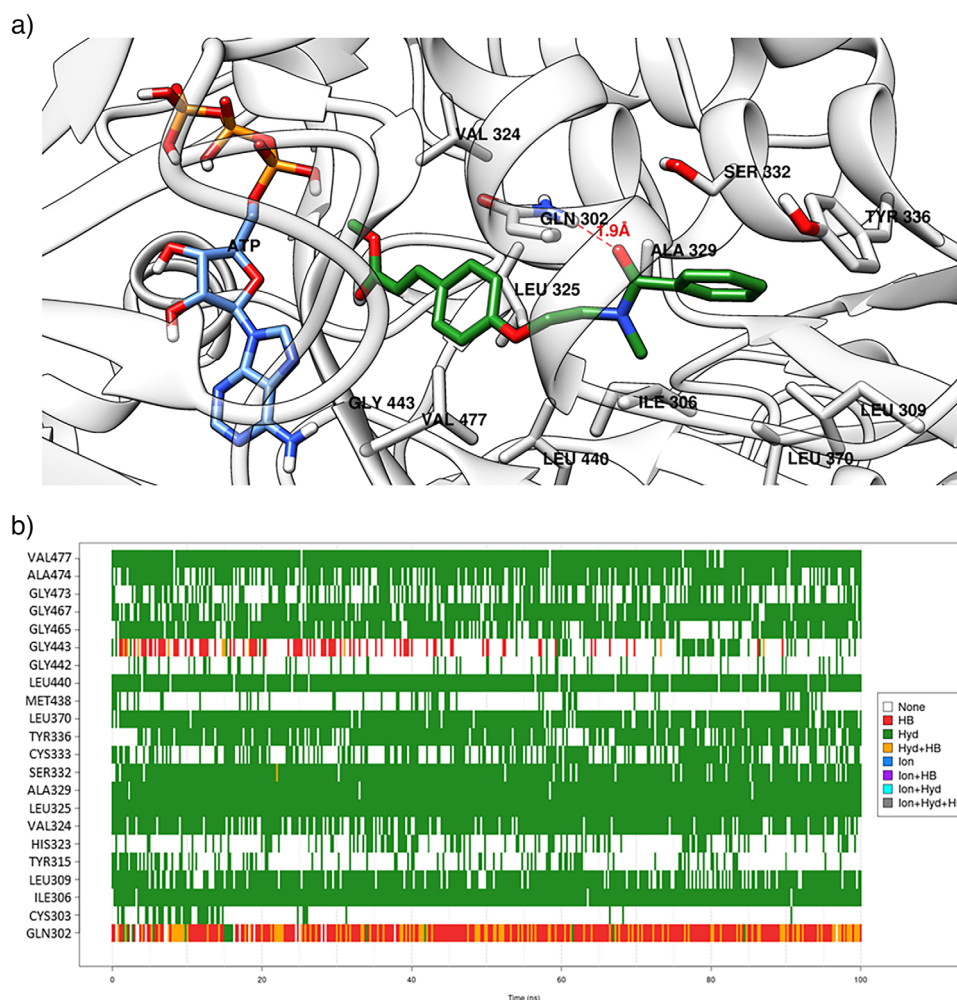 a)
VAL 324
SER 332
GLN 302
TYR 336
1.9Å
ATP
ALA 329
LEU 325
GLY 443
ILE 306
LEU 309
VAL 477
LEU 440
LEU 370
b)
VAL477
ALA474
GLY473
GLY467
GLY465
GLY443
GLY442
LEU440
MET438
LEU370
TYR336
CYS333
SER332
ALA329
LEU325
VAL324
HIS323
TYR315
LEU309
ILE306
CYS303
GLN302
None
HB
Hyd
Hyd+HB
Ion
Ion+HB
Ion+Hyd
Ion+Hyd+H
0 20 40 60 80 100
Time (ns)